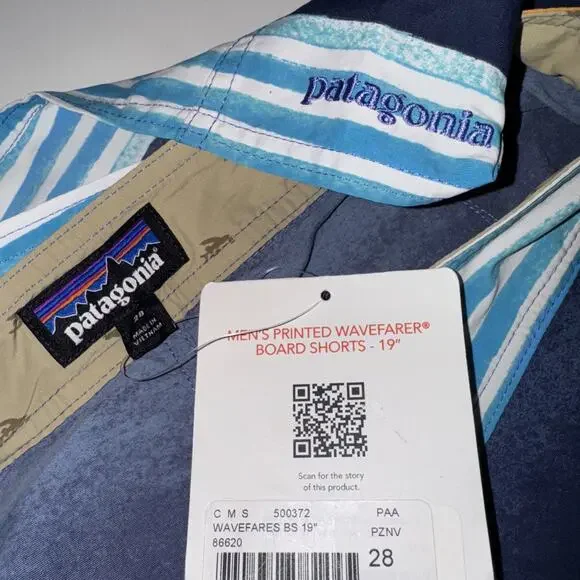 patagonia
patagonia
28
MADE IN
VIETNAM
MEN'S PRINTED WAVEFARER®
BOARD SHORTS - 19"
Scan for the story
of this product.
C M S 500372 PAA
WAVEFARES BS 19" PZNV
86620
28